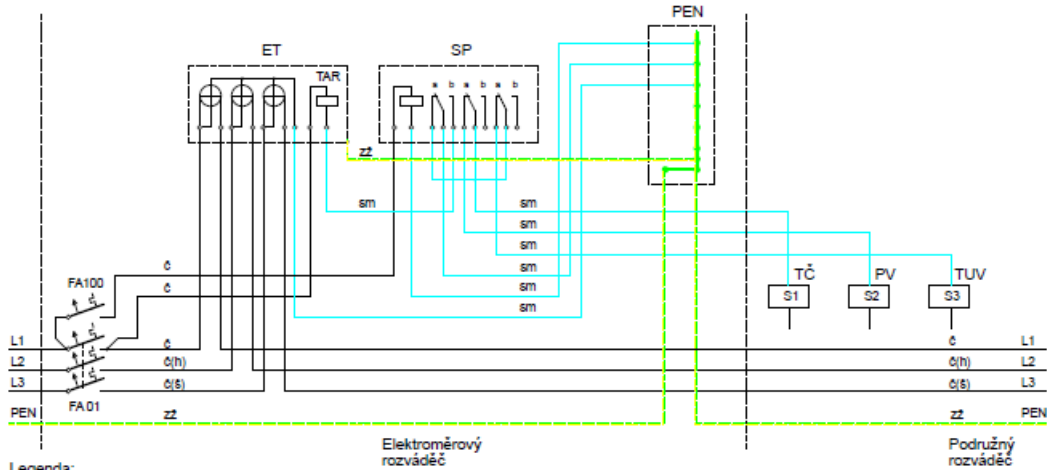 PEN
ET
SP
TAR
a b a b a b
zž
sm
sm
sm
sm
sm
sm
TČ
PV
TUV
S1
S2
S3
FA100
č
č
L1
č
č
L1
L2
č(h)
č(h)
L2
L3
č(š)
č(š)
L3
FA 01
PEN
zž
zž
PEN
Elektroměrový
rozváděč
Podružný
rozváděč
Legenda: